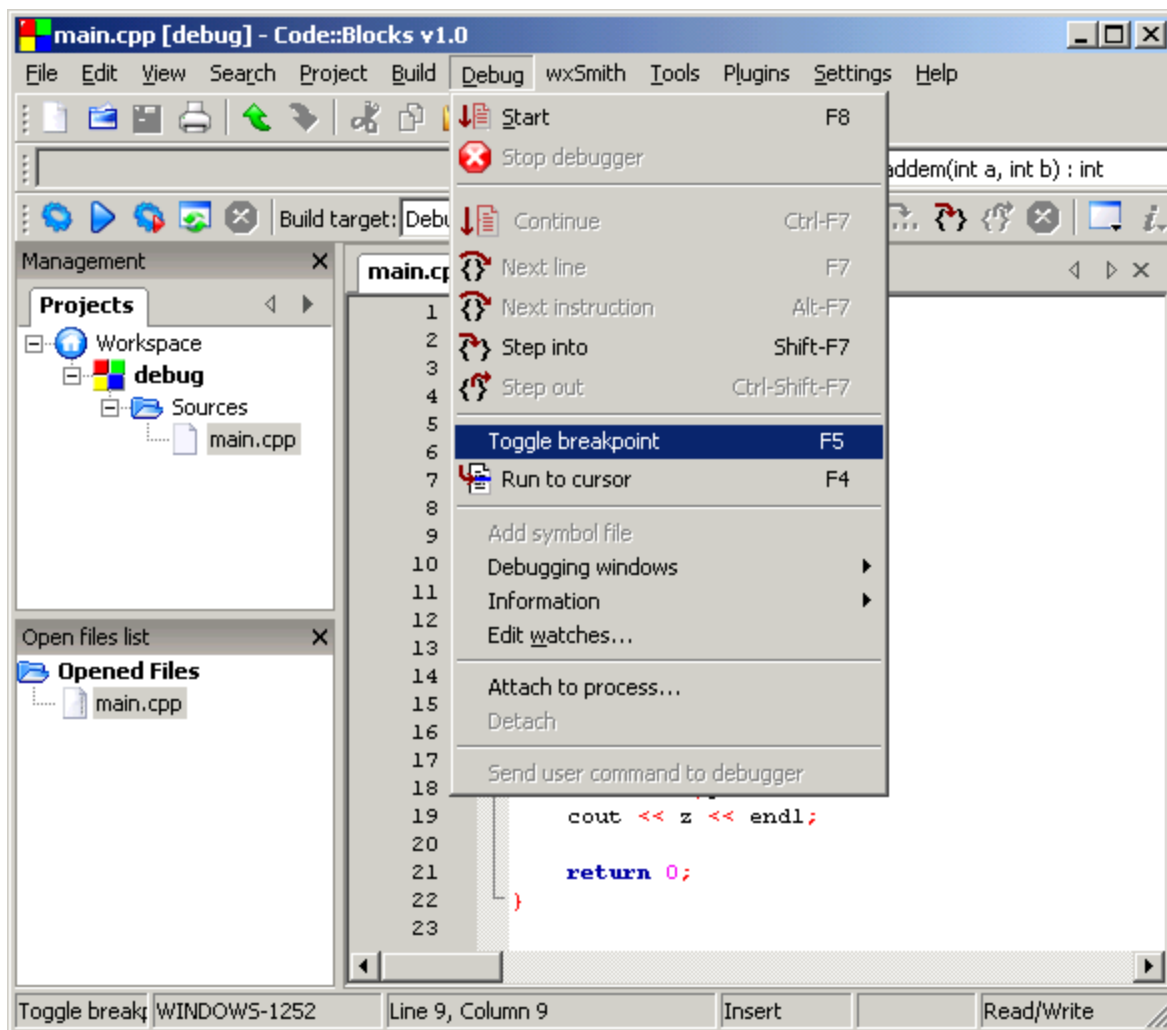 main.cpp [debug] - Code::Blocks v1.0
File Edit View Search Project Build Debug wxSmith Tools Plugins Settings Help
Start F8
Stop debugger
addem(int a, int b) : int
Continue Ctrl-F7
Build target:
Management
Next line F7
Projects
Next instruction Alt-F7
Workspace
Step into Shift-F7
debug
Step out Ctrl-Shift-F7
Sources
main.cpp
Toggle breakpoint F5
Run to cursor F4
Add symbol file
Debugging windows
Information
Edit watches...
Attach to process...
Detach
Send user command to debugger
Open files list
Opened Files
main.cpp
1
2
3
4
5
6
7
8
9
10
11
12
13
14
15
16
17
18
19 cout << z << endl;
20
21 return 0;
22 }
23
Toggle WINDOWS-1252 Line 9, Column 9 Insert Read/Write